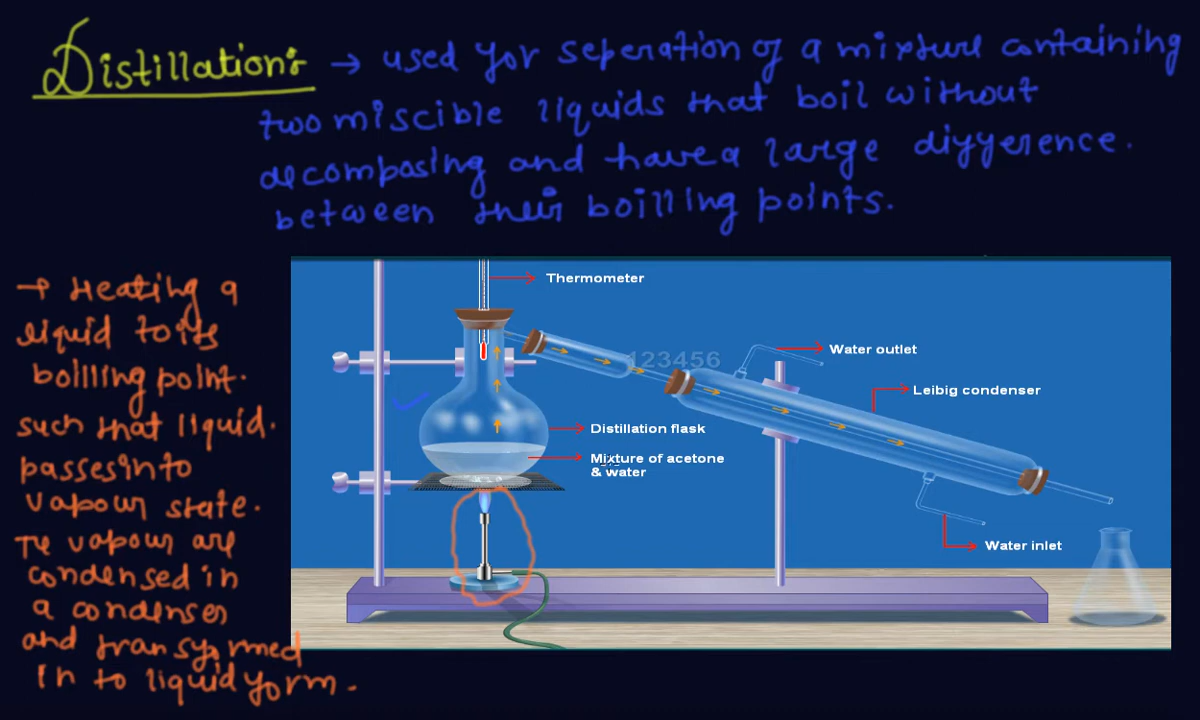 Distillation:→ used for seperation of a mixture containing
two miscible liquids that boil without
decomposing and have a large difference.
between their boilling points.
→ Heating a
liquid to its
boilling point.
such that liquid.
passes into
vapour state.
The vapour are
condensed in
a condenser
and transformed
in to liquid form.
Thermometer
123456
Water outlet
Leibig condenser
Distillation flask
Mixture of acetone
& water
Water inlet